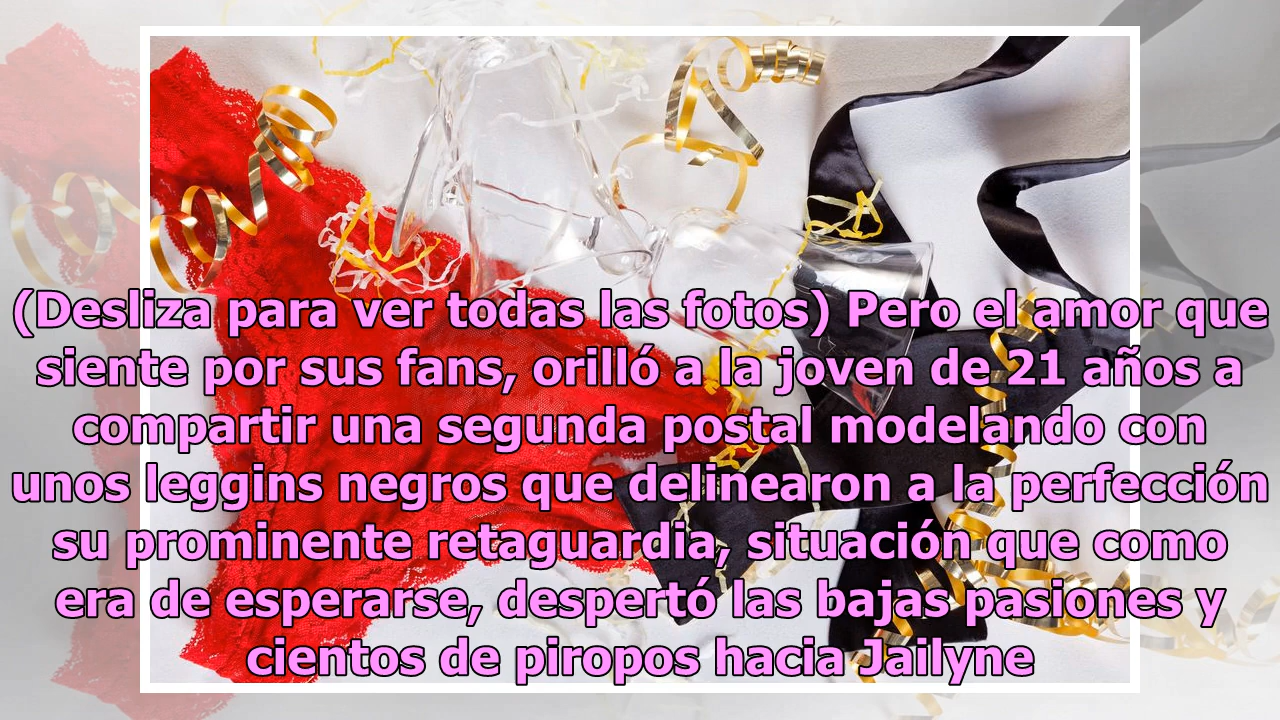 (Desliza para ver todas las fotos) Pero el amor que
siente por sus fans, orilló a la joven de 21 años a
compartir una segunda postal modelando con
unos leggins negros que delinearon a la perfección
su prominente retaguardia, situación que como
era de esperarse, despertó las bajas pasiones y
cientos de piropos hacia Jailyne